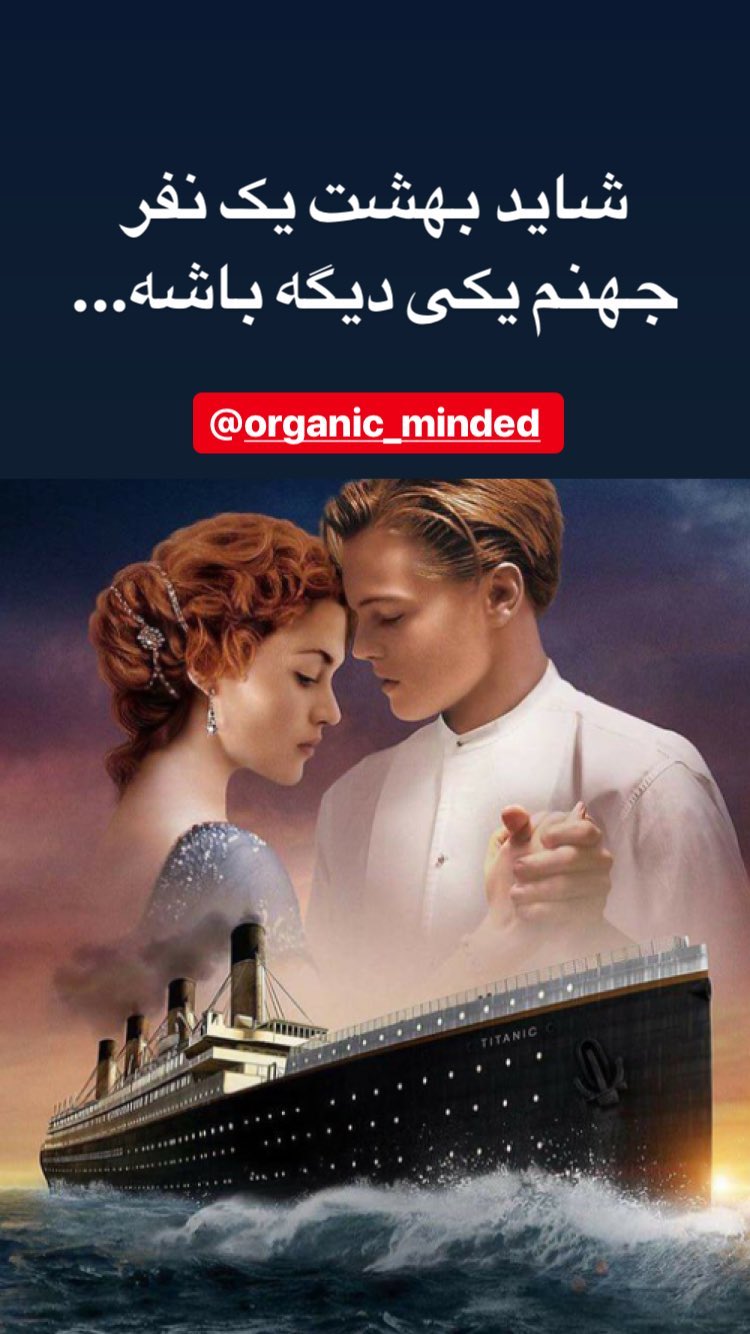 شاید بهشت یک نفر
جهنم یکی دیگه باشه...
@organic_minded
TITANIC